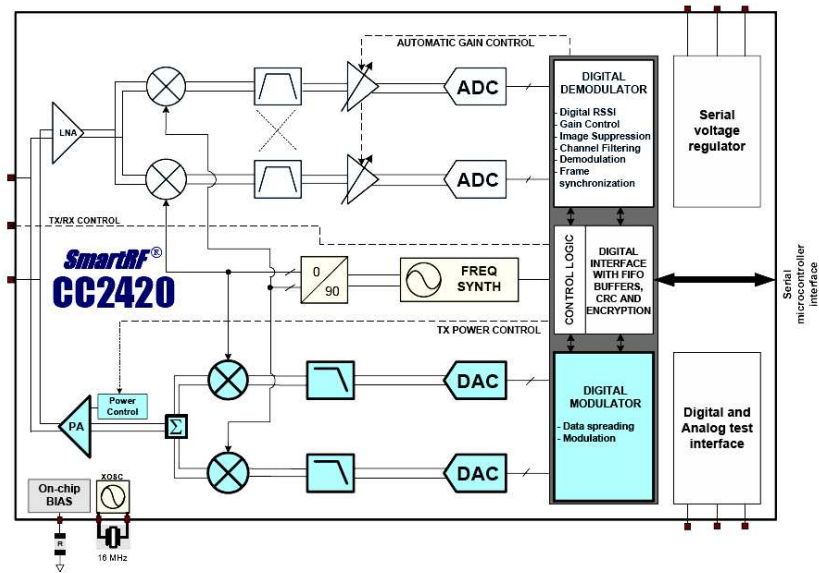 AUTOMATIC GAIN CONTROL
LNA
ADC
ADC
DIGITAL
DEMODULATOR
- Digital RSSI
- Gain Control
- Image Suppression
- Channel Filtering
- Demodulation
- Frame
synchronization
Serial
voltage
regulator
TX/RX CONTROL
SmartRF®
CC2420
0
90
FREQ
SYNTH
CONTROL LOGIC
DIGITAL
INTERFACE
WITH FIFO
BUFFERS,
CRC AND
ENCRYPTION
Serial
microcontroller
interface
TX POWER CONTROL
Power
Control
PA
Σ
DAC
DAC
DIGITAL
MODULATOR
- Data spreading
- Modulation
Digital and
Analog test
interface
On-chip
BIAS
XOSC
R
16 MHz